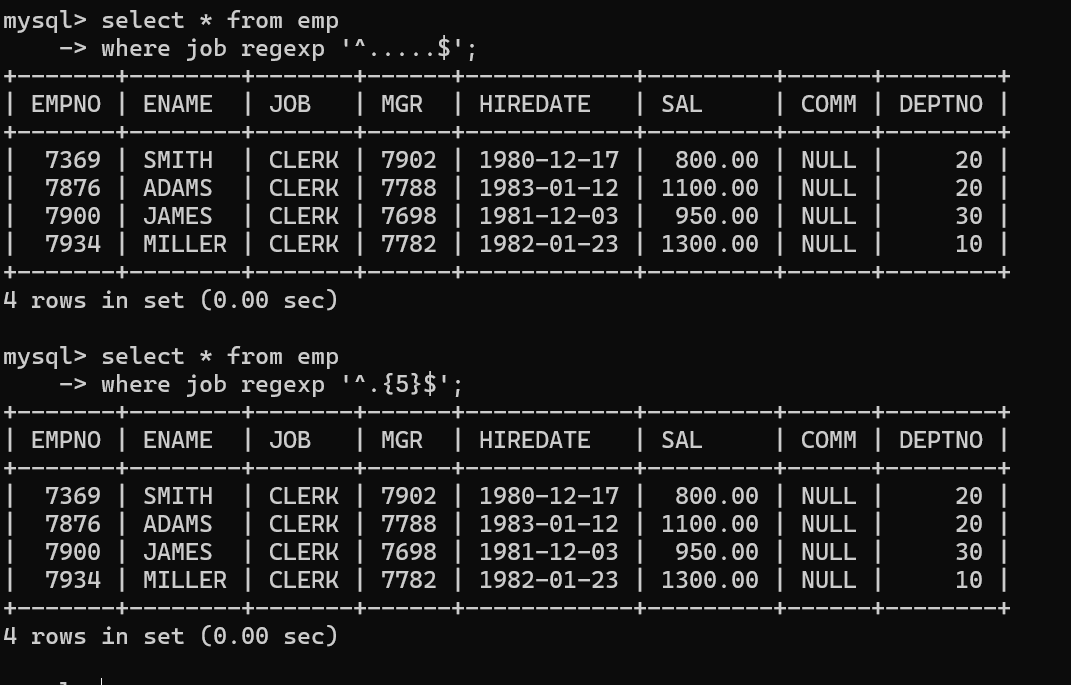 mysql> select * from emp
    -> where job regexp '^.....$';
+-------+--------+-------+------+------------+---------+------+--------+
| EMPNO | ENAME  | JOB   | MGR  | HIREDATE   | SAL     | COMM | DEPTNO |
+-------+--------+-------+------+------------+---------+------+--------+
|  7369 | SMITH  | CLERK | 7902 | 1980-12-17 |  800.00 | NULL |     20 |
|  7876 | ADAMS  | CLERK | 7788 | 1983-01-12 | 1100.00 | NULL |     20 |
|  7900 | JAMES  | CLERK | 7698 | 1981-12-03 |  950.00 | NULL |     30 |
|  7934 | MILLER | CLERK | 7782 | 1982-01-23 | 1300.00 | NULL |     10 |
+-------+--------+-------+------+------------+---------+------+--------+
4 rows in set (0.00 sec)

mysql> select * from emp
    -> where job regexp '^.{5}$';
+-------+--------+-------+------+------------+---------+------+--------+
| EMPNO | ENAME  | JOB   | MGR  | HIREDATE   | SAL     | COMM | DEPTNO |
+-------+--------+-------+------+------------+---------+------+--------+
|  7369 | SMITH  | CLERK | 7902 | 1980-12-17 |  800.00 | NULL |     20 |
|  7876 | ADAMS  | CLERK | 7788 | 1983-01-12 | 1100.00 | NULL |     20 |
|  7900 | JAMES  | CLERK | 7698 | 1981-12-03 |  950.00 | NULL |     30 |
|  7934 | MILLER | CLERK | 7782 | 1982-01-23 | 1300.00 | NULL |     10 |
+-------+--------+-------+------+------------+---------+------+--------+
4 rows in set (0.00 sec)